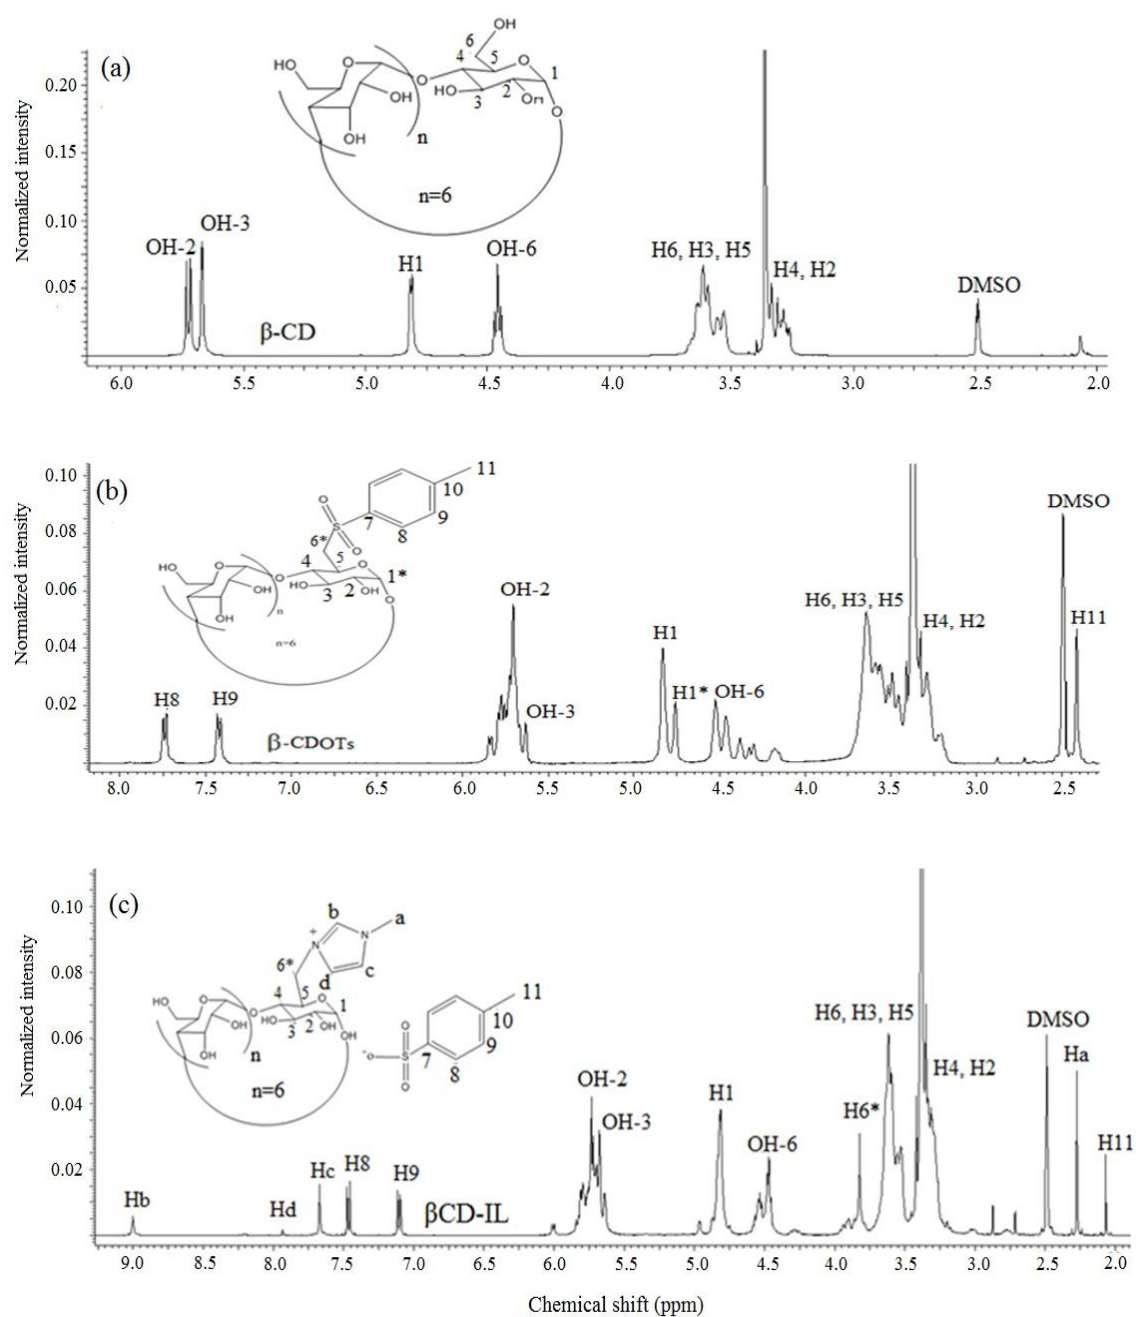 (a)
Normalized intensity
0.20
0.15
0.10
0.05
HO
OH
OH
O
O
n
n=6
OH
6
5
4
O
1
HO
3
2
O
OH-2
OH-3
H1
OH-6
H6, H3, H5
H4, H2
DMSO
β-CD
6.0 5.5 5.0 4.5 4.0 3.5 3.0 2.5 2.0
(b)
Normalized intensity
0.10
0.08
0.06
0.04
0.02
11
10
9
8
7
O
S
O
6*
5
4
O
1*
HO
3
2
OH
O
HO
O
OH
OH
O
n
n=6
H8
H9
β-CDOTs
OH-2
OH-3
H1
H1*
OH-6
H6, H3, H5
H4, H2
DMSO
H11
8.0 7.5 7.0 6.5 6.0 5.5 5.0 4.5 4.0 3.5 3.0 2.5
(c)
Normalized intensity
0.10
0.08
0.06
0.04
0.02
b
a
+
N
N
c
d
6*
5
4
O
1
HO
3
2
OH
OH
HO
O
OH
OH
O
n
n=6
11
10
9
8
7
O
S
O
-O
Hb
Hd
Hc
H8
H9
βCD-IL
OH-2
OH-3
H1
OH-6
H6*
H6, H3, H5
H4, H2
DMSO
Ha
H11
9.0 8.5 8.0 7.5 7.0 6.5 6.0 5.5 5.0 4.5 4.0 3.5 3.0 2.5 2.0
Chemical shift (ppm)